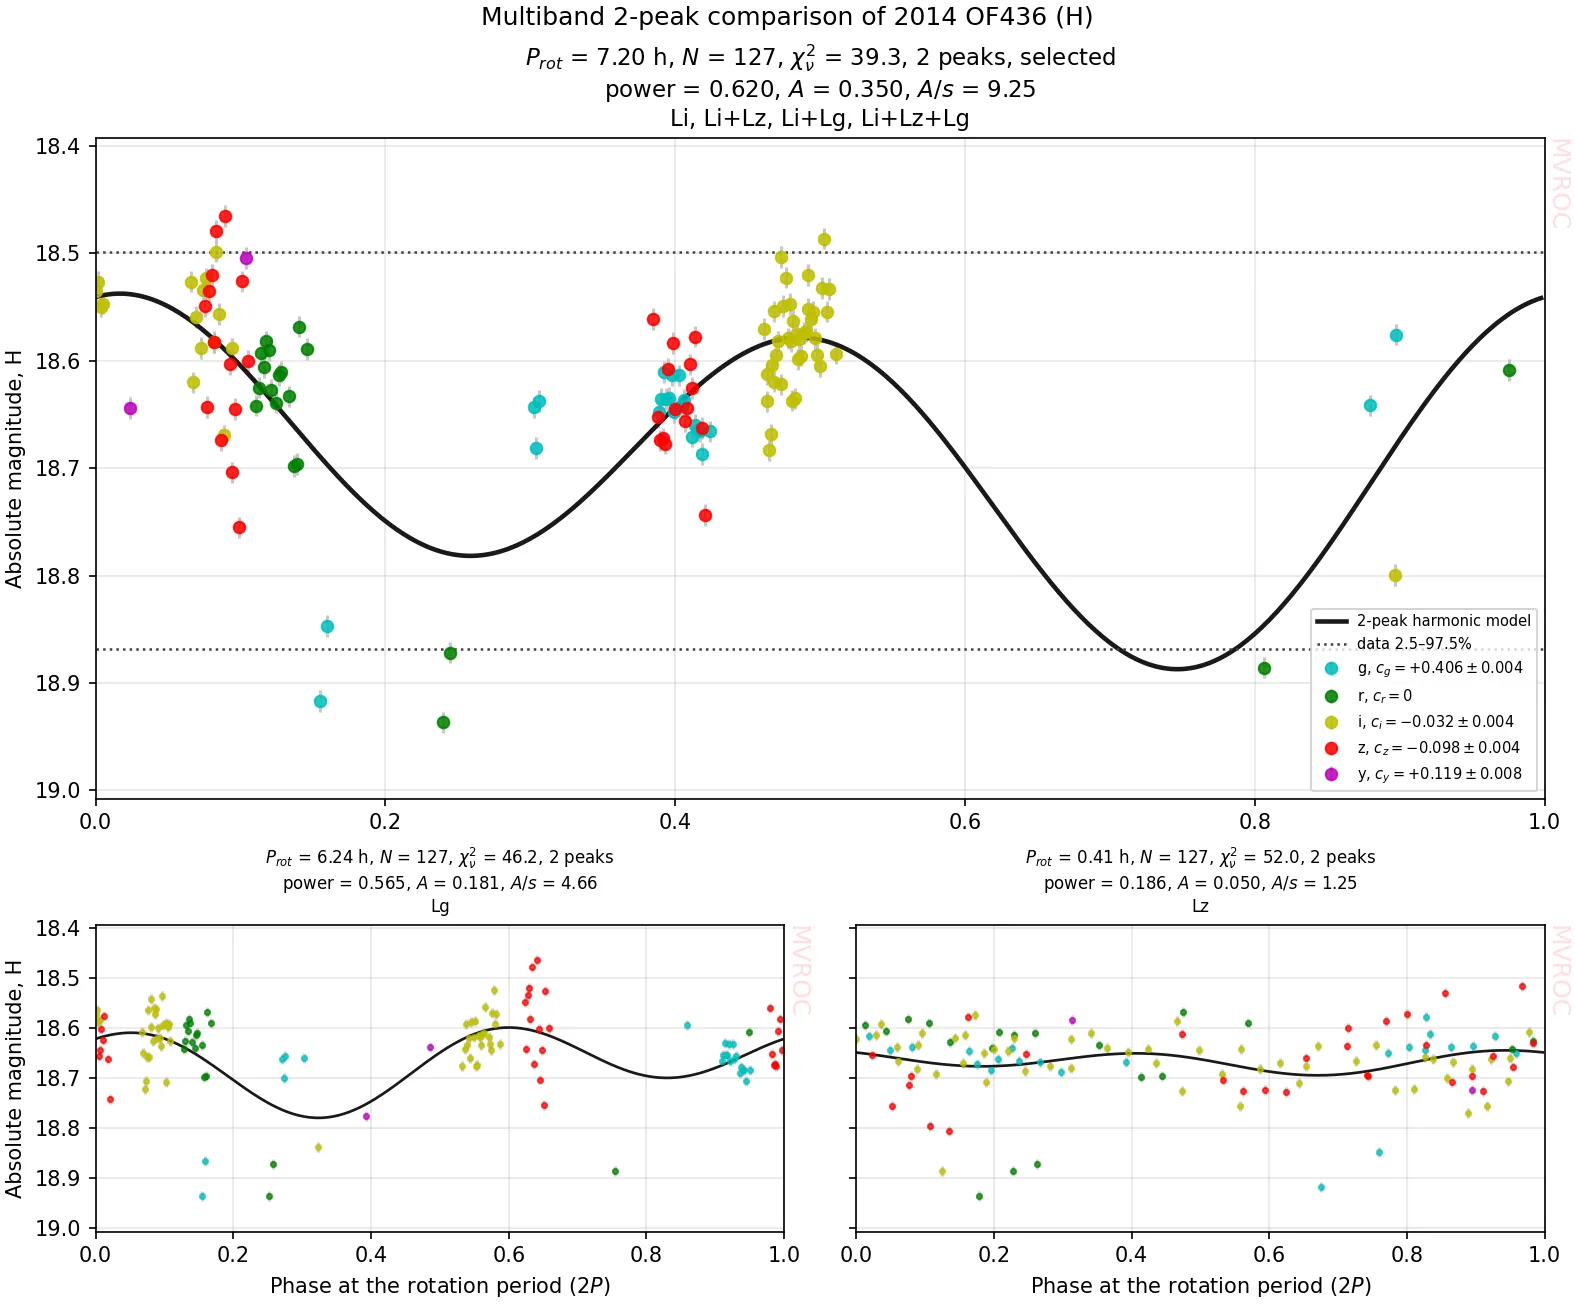 Multiband 2-peak comparison of 2014 OF436 (H)
P_rot = 7.20 h, N = 127, χ²_ν = 39.3, 2 peaks, selected
power = 0.620, A = 0.350, A/s = 9.25
Li, Li+Lz, Li+Lg, Li+Lz+Lg
18.4
18.5
18.6
18.7
18.8
18.9
19.0
Absolute magnitude, H
MVROC
2-peak harmonic model
data 2.5–97.5%
g, c_g = +0.406 ± 0.004
r, c_r = 0
i, c_i = −0.032 ± 0.004
z, c_z = −0.098 ± 0.004
y, c_y = +0.119 ± 0.008
0.0 0.2 0.4 0.6 0.8 1.0
P_rot = 6.24 h, N = 127, χ²_ν = 46.2, 2 peaks
power = 0.565, A = 0.181, A/s = 4.66
Lg
18.4
18.5
18.6
18.7
18.8
18.9
19.0
Absolute magnitude, H
MVROC
0.0 0.2 0.4 0.6 0.8 1.0
Phase at the rotation period (2P)
P_rot = 0.41 h, N = 127, χ²_ν = 52.0, 2 peaks
power = 0.186, A = 0.050, A/s = 1.25
Lz
MVROC
0.0 0.2 0.4 0.6 0.8 1.0
Phase at the rotation period (2P)